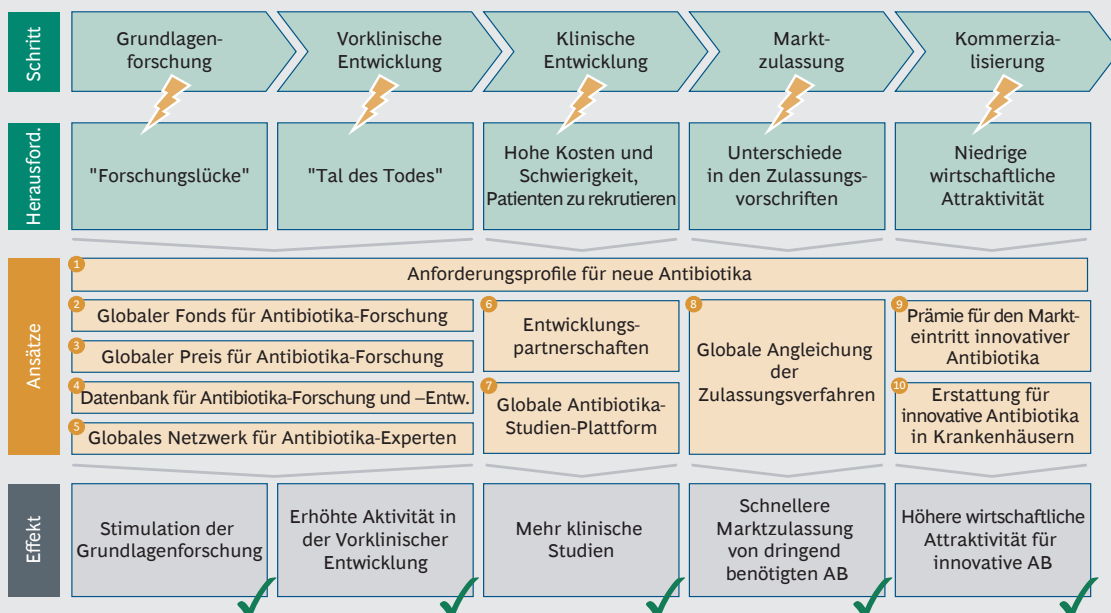 Schritt
Grundlagen-
forschung
Vorklinische
Entwicklung
Klinische
Entwicklung
Markt-
zulassung
Kommerzia-
lisierung
Herausford.
"Forschungslücke"
"Tal des Todes"
Hohe Kosten und
Schwierigkeit,
Patienten zu rekrutieren
Unterschiede
in den Zulassungs-
vorschriften
Niedrige
wirtschaftliche
Attraktivität
Ansätze
1
Anforderungsprofile für neue Antibiotika
2
Globaler Fonds für Antibiotika-Forschung
3
Globaler Preis für Antibiotika-Forschung
4
Datenbank für Antibiotika-Forschung und –Entw.
5
Globales Netzwerk für Antibiotika-Experten
6
Entwicklungs-
partnerschaften
7
Globale Antibiotika-
Studien-Plattform
8
Globale Angleichung
der
Zulassungsverfahren
9
Prämie für den Markt-
eintritt innovativer
Antibiotika
10
Erstattung für
innovative Antibiotika
in Krankenhäusern
Effekt
Stimulation der
Grundlagenforschung
Erhöhte Aktivität in
der Vorklinischer
Entwicklung
Mehr klinische
Studien
Schnellere
Marktzulassung
von dringend
benötigten AB
Höhere wirtschaftliche
Attraktivität für
innovative AB